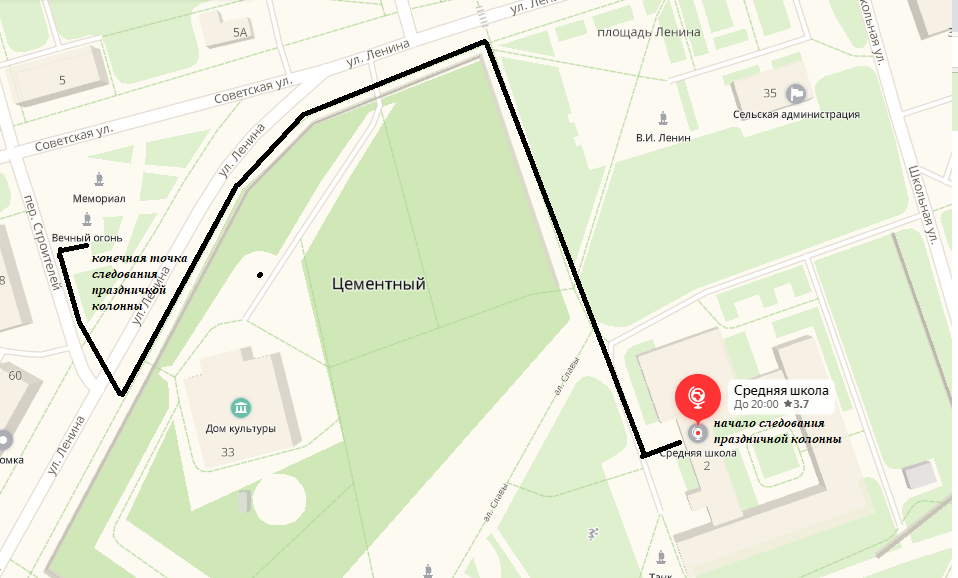 ул. Ленина
5А
площадь Ленина
Школьная ул.
ул. Ленина
5
Советская ул.
35
Сельская администрация
Советская ул.
ул. Ленина
В.И. Ленин
Мемориал
пер. Строителей
Школьная ул.
Вечный огонь
конечная точка
следования
праздничкой
колонны
ул. Ленина
Цементный
8
60
ал. Славы
Средняя школа
До 20:00 ★3.7
начало следования
праздничной колонны
Дом культуры
33
Средняя школа
2
омка
ул. Ленина
ал. Славы
Танк